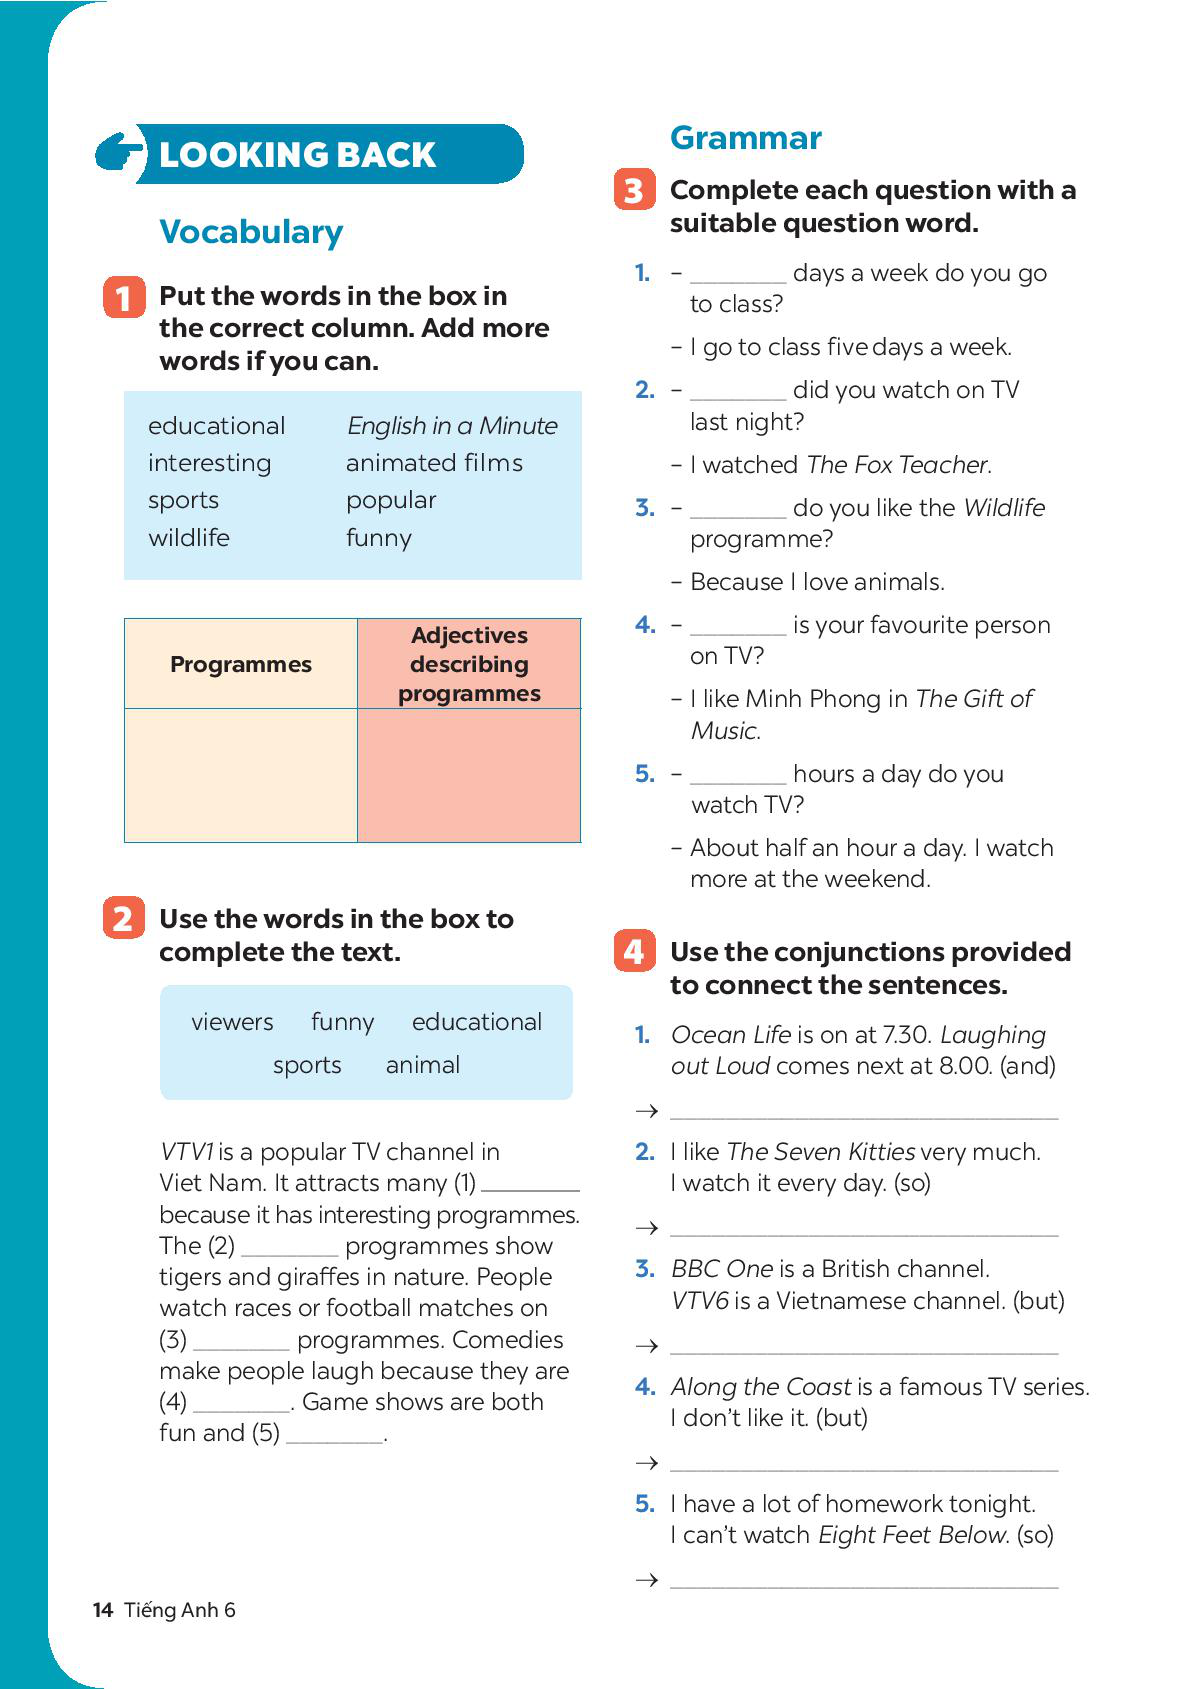 LOOKING BACK
Vocabulary
1 Put the words in the box in
the correct column. Add more
words if you can.
educational English in a Minute
interesting animated films
sports popular
wildlife funny
Programmes
Adjectives
describing
programmes
2 Use the words in the box to
complete the text.
viewers funny educational
sports animal
VTV1 is a popular TV channel in
Viet Nam. It attracts many (1) ________
because it has interesting programmes.
The (2) ________ programmes show
tigers and giraffes in nature. People
watch races or football matches on
(3) ________ programmes. Comedies
make people laugh because they are
(4) ________. Game shows are both
fun and (5) ________.
Grammar
3 Complete each question with a
suitable question word.
1. – ________ days a week do you go
to class?
– I go to class five days a week.
2. – ________ did you watch on TV
last night?
– I watched The Fox Teacher.
3. – ________ do you like the Wildlife
programme?
– Because I love animals.
4. – ________ is your favourite person
on TV?
– I like Minh Phong in The Gift of
Music.
5. – ________ hours a day do you
watch TV?
– About half an hour a day. I watch
more at the weekend.
4 Use the conjunctions provided
to connect the sentences.
1. Ocean Life is on at 7.30. Laughing
out Loud comes next at 8.00. (and)
→ ________________________________
2. I like The Seven Kitties very much.
I watch it every day. (so)
→ ________________________________
3. BBC One is a British channel.
VTV6 is a Vietnamese channel. (but)
→ ________________________________
4. Along the Coast is a famous TV series.
I don't like it. (but)
→ ________________________________
5. I have a lot of homework tonight.
I can't watch Eight Feet Below. (so)
→ ________________________________
14 Tiếng Anh 6